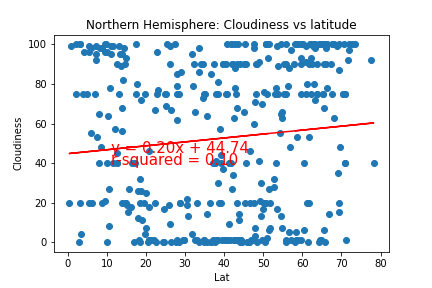 Northern Hemisphere: Cloudiness vs latitude
100
80
60
40
20
0
Cloudiness
y = 0.20x + 44.74
r-squared = 0.10
0 10 20 30 40 50 60 70 80
Lat